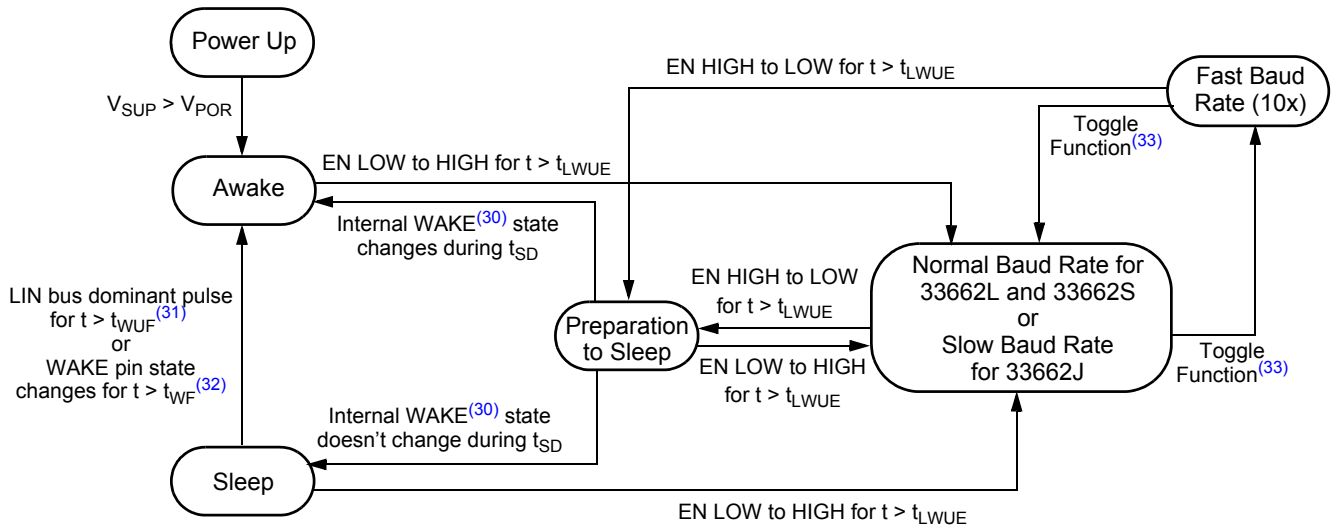 Power Up
V_SUP > V_POR
EN HIGH to LOW for t > t_LWUE
Fast Baud
Rate (10x)
Toggle
Function(33)
Awake
EN LOW to HIGH for t > t_LWUE
Internal WAKE(30) state
changes during t_SD
LIN bus dominant pulse
for t > t_WUF(31)
or
WAKE pin state
changes for t > t_WF(32)
Preparation
to Sleep
EN HIGH to LOW
for t > t_LWUE
EN LOW to HIGH
for t > t_LWUE
Normal Baud Rate for
33662L and 33662S
or
Slow Baud Rate
for 33662J
Toggle
Function(33)
Internal WAKE(30) state
doesn't change during t_SD
Sleep
EN LOW to HIGH for t > t_LWUE